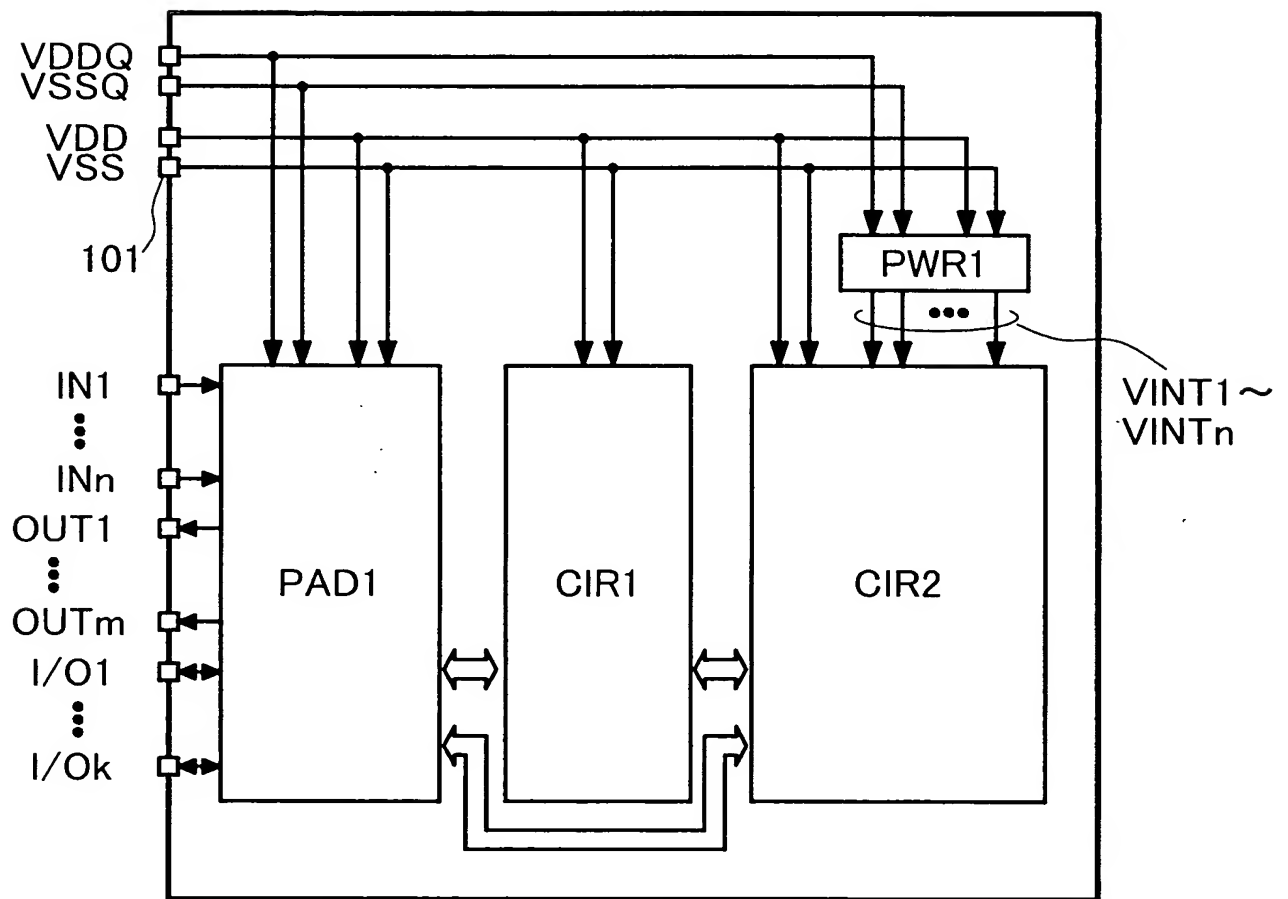 VDDQ
VSSQ
VDD
VSS
101
PWR1
IN1
INn
OUT1
OUTm
I/O1
I/Ok
PAD1
CIR1
CIR2
VINT1～
VINTn